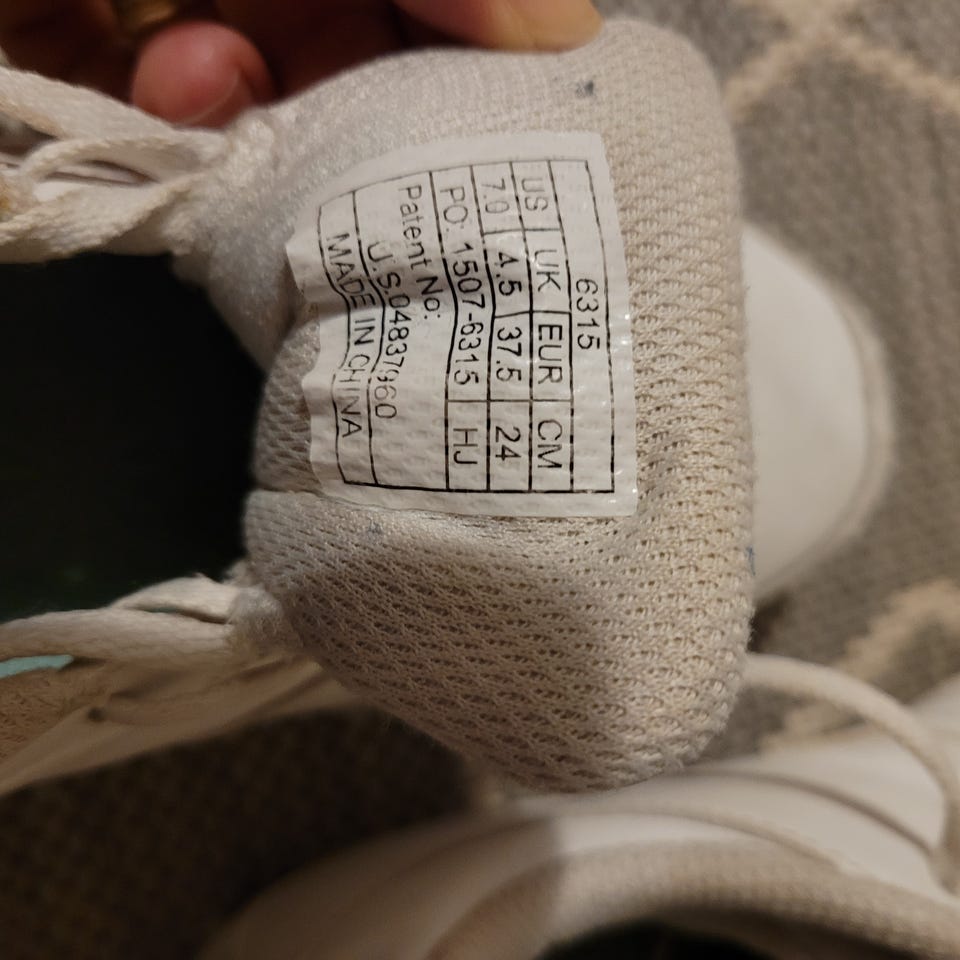 6315
US UK EUR CM
7.0 4.5 37.5 24
PO: 1507-6315 HJ
Patent No:
U.S.04837960
MADE IN CHINA